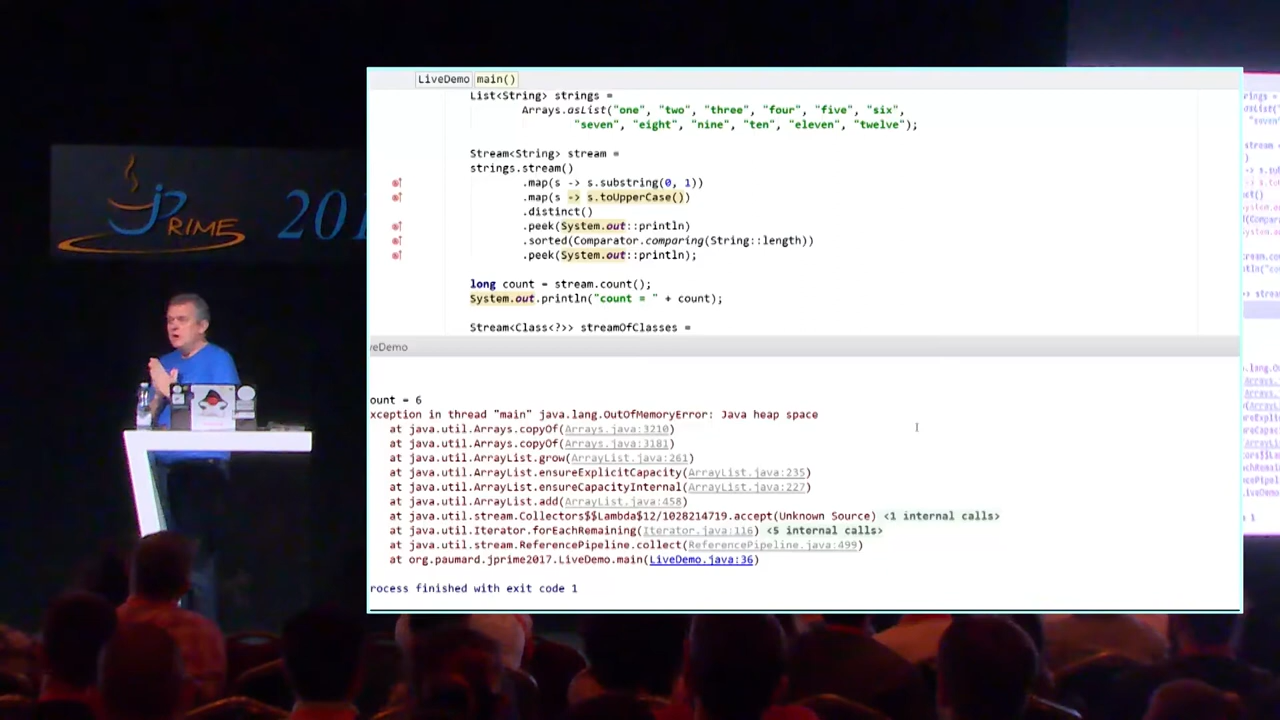 JPRIME 201
LiveDemo main()
List<String> strings =
Arrays.asList("one", "two", "three", "four", "five", "six",
"seven", "eight", "nine", "ten", "eleven", "twelve");
Stream<String> stream =
strings.stream()
.map(s -> s.substring(0, 1))
.map(s -> s.toUpperCase())
.distinct()
.peek(System.out::println)
.sorted(Comparator.comparing(String::length))
.peek(System.out::println);
long count = stream.count();
System.out.println("count = " + count);
Stream<Class<?>> streamOfClasses =
veDemo
ount = 6
xception in thread "main" java.lang.OutOfMemoryError: Java heap space
at java.util.Arrays.copyOf(Arrays.java:3210)
at java.util.Arrays.copyOf(Arrays.java:3181)
at java.util.ArrayList.grow(ArrayList.java:261)
at java.util.ArrayList.ensureExplicitCapacity(ArrayList.java:235)
at java.util.ArrayList.ensureCapacityInternal(ArrayList.java:227)
at java.util.ArrayList.add(ArrayList.java:458)
at java.util.stream.Collectors$$Lambda$12/1028214719.accept(Unknown Source) <1 internal calls>
at java.util.Iterator.forEachRemaining(Iterator.java:116) <5 internal calls>
at java.util.stream.ReferencePipeline.collect(ReferencePipeline.java:499)
at org.paumard.jprime2017.LiveDemo.main(LiveDemo.java:36)
rocess finished with exit code 1